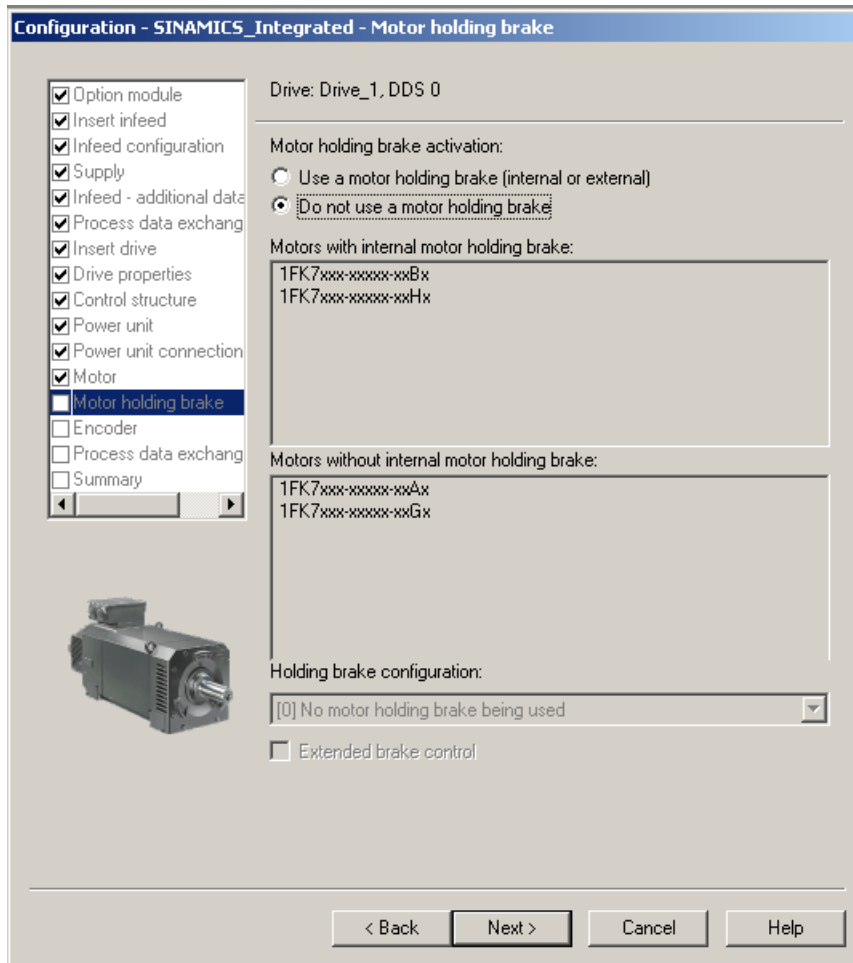 Configuration - SINAMICS_Integrated - Motor holding brake
Option module
Insert infeed
Infeed configuration
Supply
Infeed - additional data
Process data exchang
Insert drive
Drive properties
Control structure
Power unit
Power unit connection
Motor
Motor holding brake
Encoder
Process data exchang
Summary
Drive: Drive_1, DDS 0
Motor holding brake activation:
Use a motor holding brake (internal or external)
Do not use a motor holding brake
Motors with internal motor holding brake:
1FK7xxx-xxxxx-xxBx
1FK7xxx-xxxxx-xxHx
Motors without internal motor holding brake:
1FK7xxx-xxxxx-xxAx
1FK7xxx-xxxxx-xxGx
Holding brake configuration:
[0] No motor holding brake being used
Extended brake control
< Back
Next >
Cancel
Help